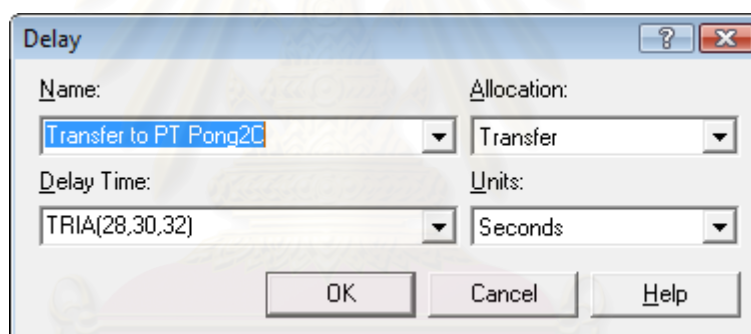 Delay
Name:
Allocation:
Transfer to PT Pong2C
Transfer
Delay Time:
Units:
TRIA(28,30,32)
Seconds
OK
Cancel
Help